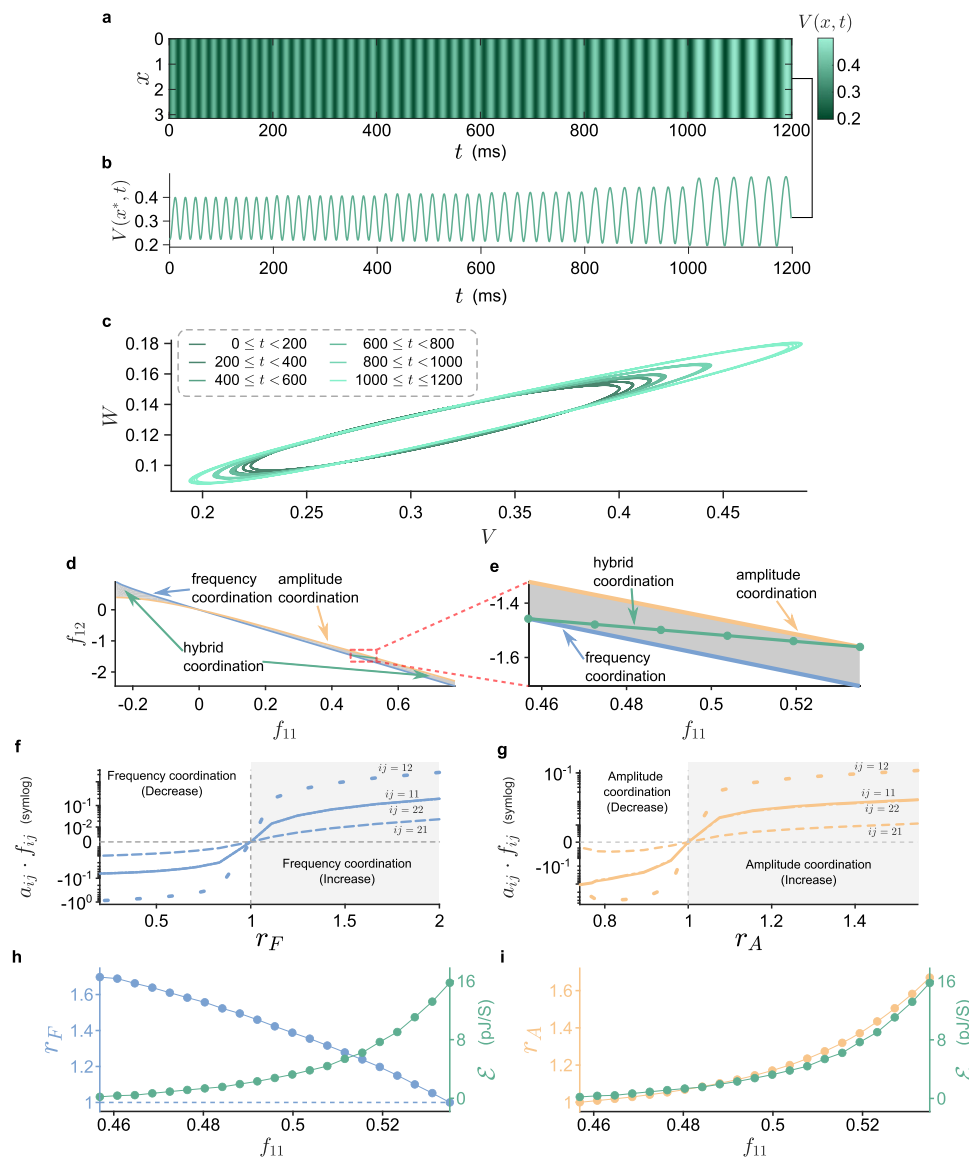 a
V(x, t)
0
1
2
3
x
0.4
0.3
0.2
0 200 400 600 800 1000 1200
t (ms)
b
V(x*, t)
0.4
0.3
0.2
0 200 400 600 800 1000 1200
t (ms)
c
0 ≤ t < 200
200 ≤ t < 400
400 ≤ t < 600
600 ≤ t < 800
800 ≤ t < 1000
1000 ≤ t ≤ 1200
W
0.18
0.16
0.14
0.12
0.1
0.2 0.25 0.3 0.35 0.4 0.45
V
d
frequency
coordination
amplitude
coordination
hybrid
coordination
f12
0
-1
-2
-0.2 0 0.2 0.4 0.6
f11
e
hybrid
coordination
amplitude
coordination
frequency
coordination
-1.4
-1.6
0.46 0.48 0.5 0.52
f11
f
Frequency coordination
(Decrease)
ij = 12
ij = 11
ij = 22
ij = 21
Frequency coordination
(Increase)
aij · fij (symlog)
10⁻¹
10⁻²
0
-10⁻¹
-10⁰
0.5 1 1.5 2
rF
g
Amplitude
coordination
(Decrease)
ij = 12
ij = 11
ij = 22
ij = 21
Amplitude coordination
(Increase)
aij · fij (symlog)
10⁻¹
0
-10⁻¹
0.8 1 1.2 1.4
rA
h
rF
1.6
1.4
1.2
1
16
8
0
ℰ (pJ/S)
0.46 0.48 0.5 0.52
f11
i
rA
1.6
1.4
1.2
1
16
8
0
ℰ (pJ/S)
0.46 0.48 0.5 0.52
f11